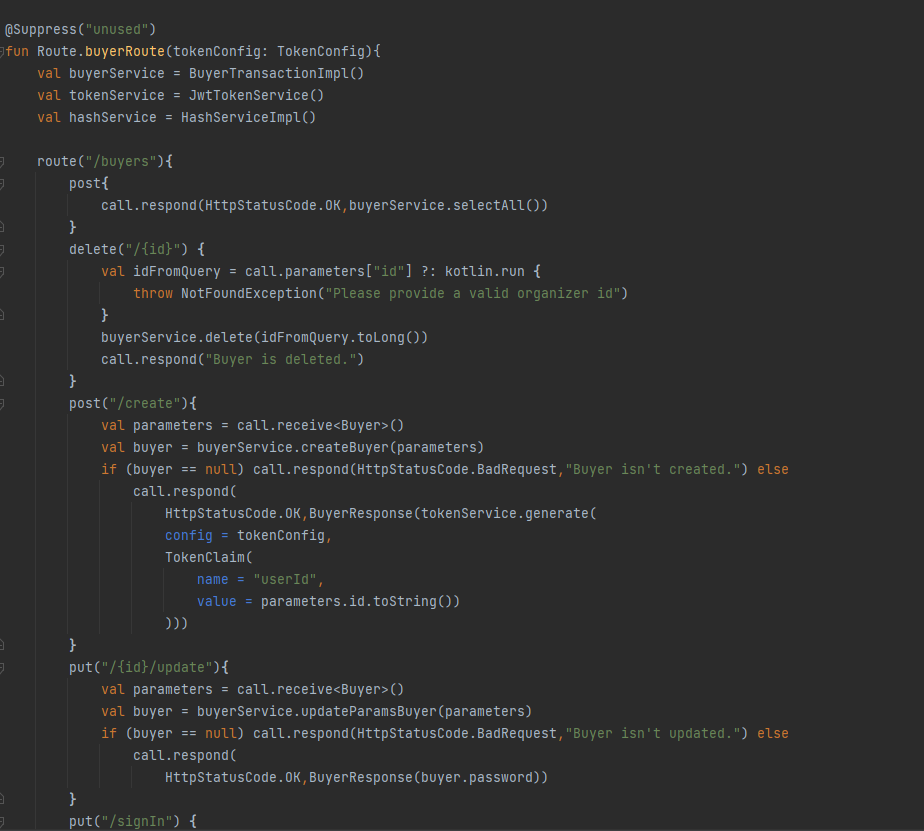 @Suppress("unused")
fun Route.buyerRoute(tokenConfig: TokenConfig){
    val buyerService = BuyerTransactionImpl()
    val tokenService = JwtTokenService()
    val hashService = HashServiceImpl()

    route("/buyers"){
        post{
            call.respond(HttpStatusCode.OK,buyerService.selectAll())
        }
        delete("/{id}") {
            val idFromQuery = call.parameters["id"] ?: kotlin.run {
                throw NotFoundException("Please provide a valid organizer id")
            }
            buyerService.delete(idFromQuery.toLong())
            call.respond("Buyer is deleted.")
        }
        post("/create"){
            val parameters = call.receive<Buyer>()
            val buyer = buyerService.createBuyer(parameters)
            if (buyer == null) call.respond(HttpStatusCode.BadRequest,"Buyer isn't created.") else
                call.respond(
                    HttpStatusCode.OK,BuyerResponse(tokenService.generate(
                    config = tokenConfig,
                    TokenClaim(
                        name = "userId",
                        value = parameters.id.toString())
                    )))
        }
        put("/{id}/update"){
            val parameters = call.receive<Buyer>()
            val buyer = buyerService.updateParamsBuyer(parameters)
            if (buyer == null) call.respond(HttpStatusCode.BadRequest,"Buyer isn't updated.") else
                call.respond(
                    HttpStatusCode.OK,BuyerResponse(buyer.password))
        }
        put("/signIn") {